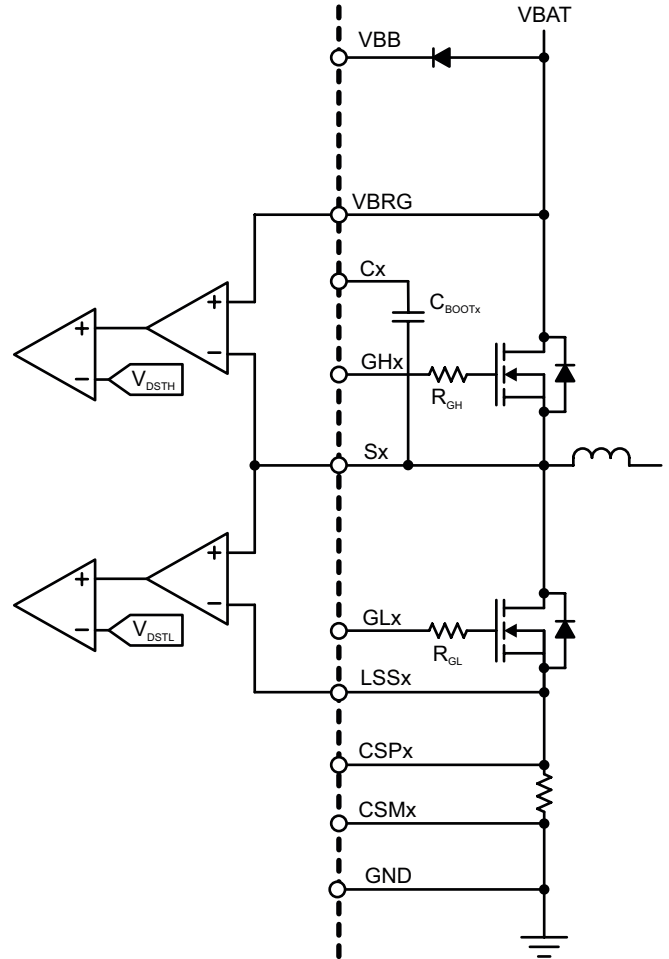 VBAT
VBB
VBRG
Cx
C_BOOTx
+
−
+
−
V_DSTH
GHx
R_GH
Sx
+
−
+
−
V_DSTL
GLx
R_GL
LSSx
CSPx
CSMx
GND